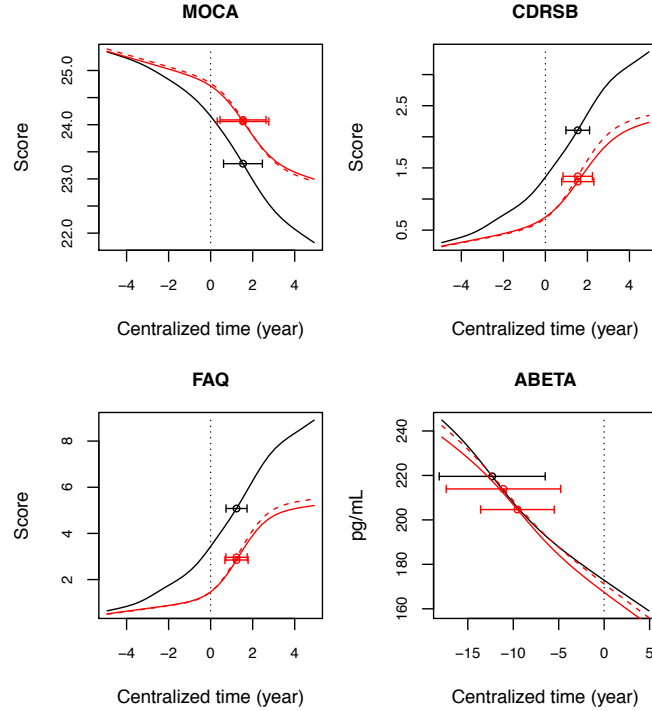 MOCA
Score
25.0
24.0
23.0
22.0
−4 −2 0 2 4
Centralized time (year)
CDRSB
Score
2.5
1.5
0.5
−4 −2 0 2 4
Centralized time (year)
FAQ
Score
8
6
4
2
−4 −2 0 2 4
Centralized time (year)
ABETA
pg/mL
240
220
200
180
160
−15 −10 −5 0 5
Centralized time (year)